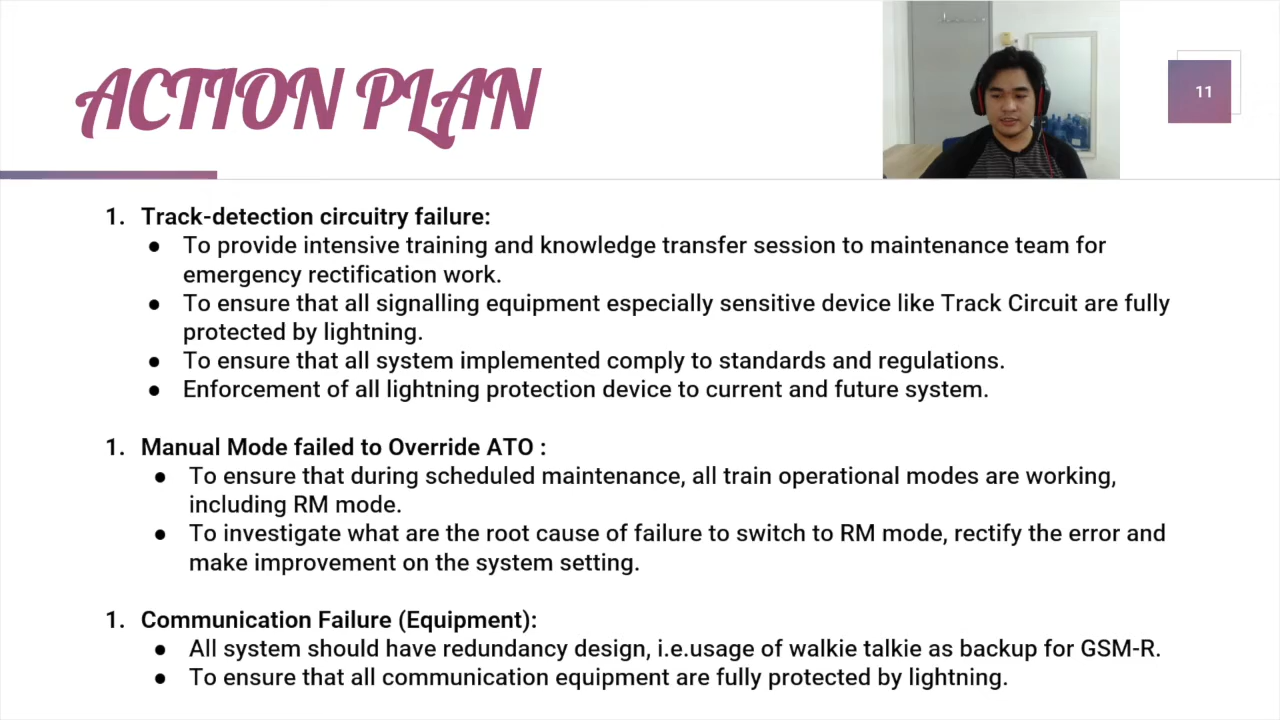 ACTION PLAN
11
1. Track-detection circuitry failure:
● To provide intensive training and knowledge transfer session to maintenance team for
emergency rectification work.
● To ensure that all signalling equipment especially sensitive device like Track Circuit are fully
protected by lightning.
● To ensure that all system implemented comply to standards and regulations.
● Enforcement of all lightning protection device to current and future system.
1. Manual Mode failed to Override ATO :
● To ensure that during scheduled maintenance, all train operational modes are working,
including RM mode.
● To investigate what are the root cause of failure to switch to RM mode, rectify the error and
make improvement on the system setting.
1. Communication Failure (Equipment):
● All system should have redundancy design, i.e.usage of walkie talkie as backup for GSM-R.
● To ensure that all communication equipment are fully protected by lightning.